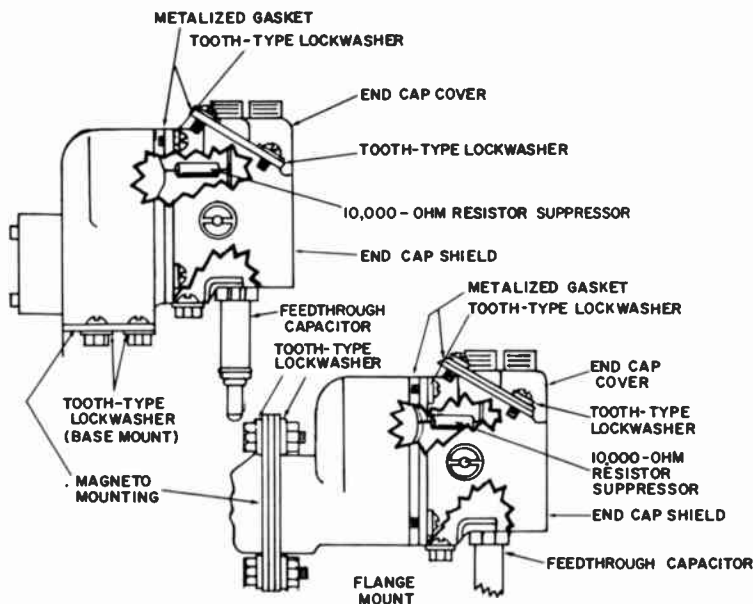 METALIZED GASKET
TOOTH-TYPE LOCKWASHER
END CAP COVER
TOOTH-TYPE LOCKWASHER
10,000-OHM RESISTOR SUPPRESSOR
END CAP SHIELD
FEEDTHROUGH
CAPACITOR
TOOTH-TYPE
LOCKWASHER
TOOTH-TYPE
LOCKWASHER
(BASE MOUNT)
MAGNETO
MOUNTING
METALIZED GASKET
TOOTH-TYPE LOCKWASHER
END CAP
COVER
TOOTH-TYPE
LOCKWASHER
10,000-OHM
RESISTOR
SUPPRESSOR
END CAP SHIELD
FEEDTHROUGH CAPACITOR
FLANGE
MOUNT